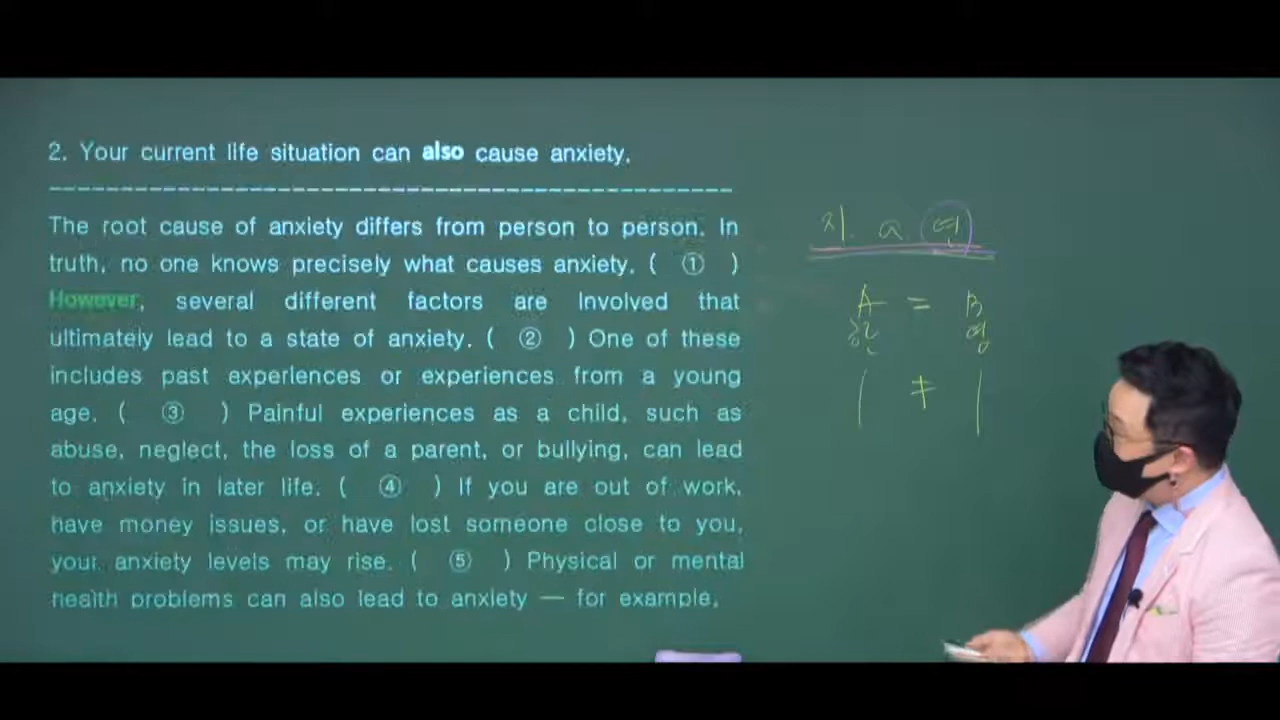 2. Your current life situation can also cause anxiety.
The root cause of anxiety differs from person to person. In
truth, no one knows precisely what causes anxiety. ( ① )
However, several different factors are involved that
ultimately lead to a state of anxiety. ( ② ) One of these
includes past experiences or experiences from a young
age. ( ③ ) Painful experiences as a child, such as
abuse, neglect, the loss of a parent, or bullying, can lead
to anxiety in later life. ( ④ ) If you are out of work,
have money issues, or have lost someone close to you,
your anxiety levels may rise. ( ⑤ ) Physical or mental
health problems can also lead to anxiety — for example,
지. a. 역
A = B
≠